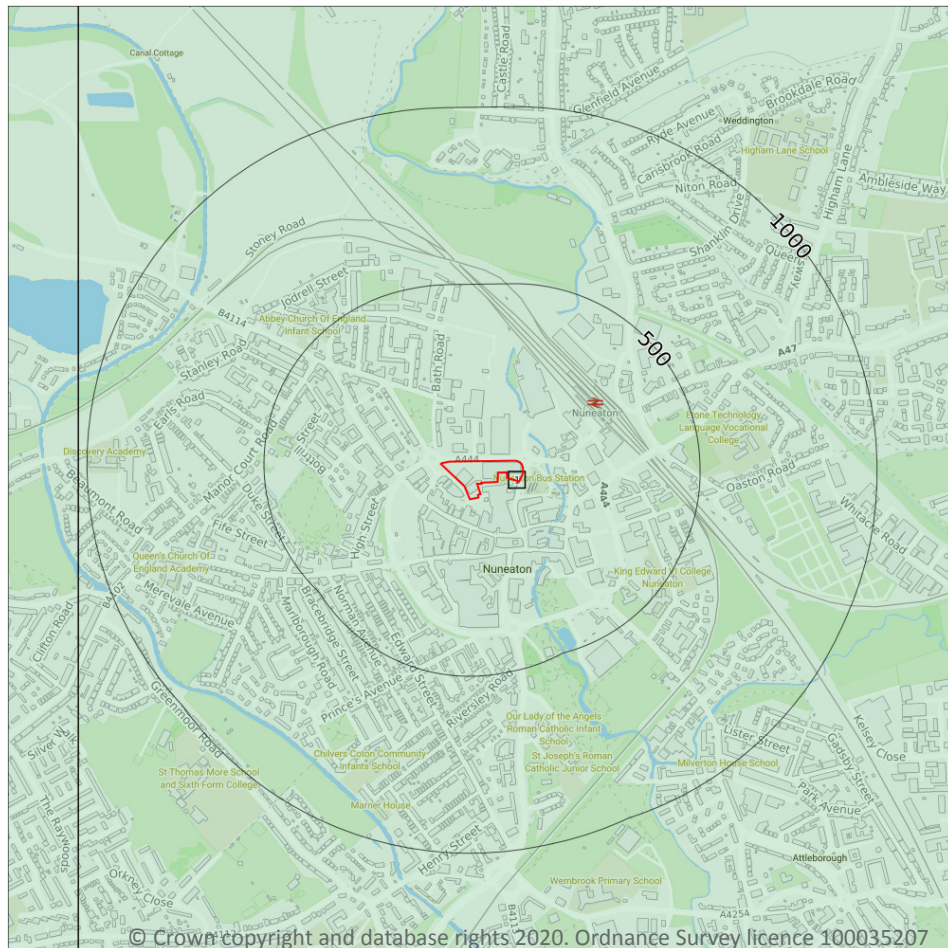 Canal Cottage
Castle Road
Glenfield Avenue
Brookdale Road
Weddington
Ryde Avenue
Higham Lane School
Carisbrook Road
Higham Lane
Niton Road
Ambleside Way
Shanklin Drive
1000
Stoney Road
Jodrell Street
B4114
Abbey Church Of England
Infant School
500
Bath Road
A47
Stanley Road
Earls Road
Nuneaton
Etone Technology,
Language Vocational
College
Manor Court Road
Street
Discovery Academy
A444
Oaston Road
Beaumont Road
Bus Station
1
A444
Duke Street
High Street
Whitacre Road
Fife Street
Queen's Church Of
England Academy
Nuneaton
King Edward VI College
Nuneaton
B4102
Merevale Avenue
Clifton Road
Marlborough Road
Bracebridge Street
Norman Avenue
Edward Street
Prince's Avenue
Riversley Road
Greenmoor Road
Our Lady of the Angels
Roman Catholic Infant
School
Kelsey Close
Lister Street
Gadsby Street
Chilvers Coton Community
Infants School
St Joseph's Roman
Catholic Junior School
Milverton House School
St Thomas More School
and Sixth Form College
Park Avenue
Marner House
The Raywoods
Henry Street
Attleborough
Orkney Close
Wembrook Primary School
A4254
© Crown copyright and database rights 2020. Ordnance Survey licence 100035207